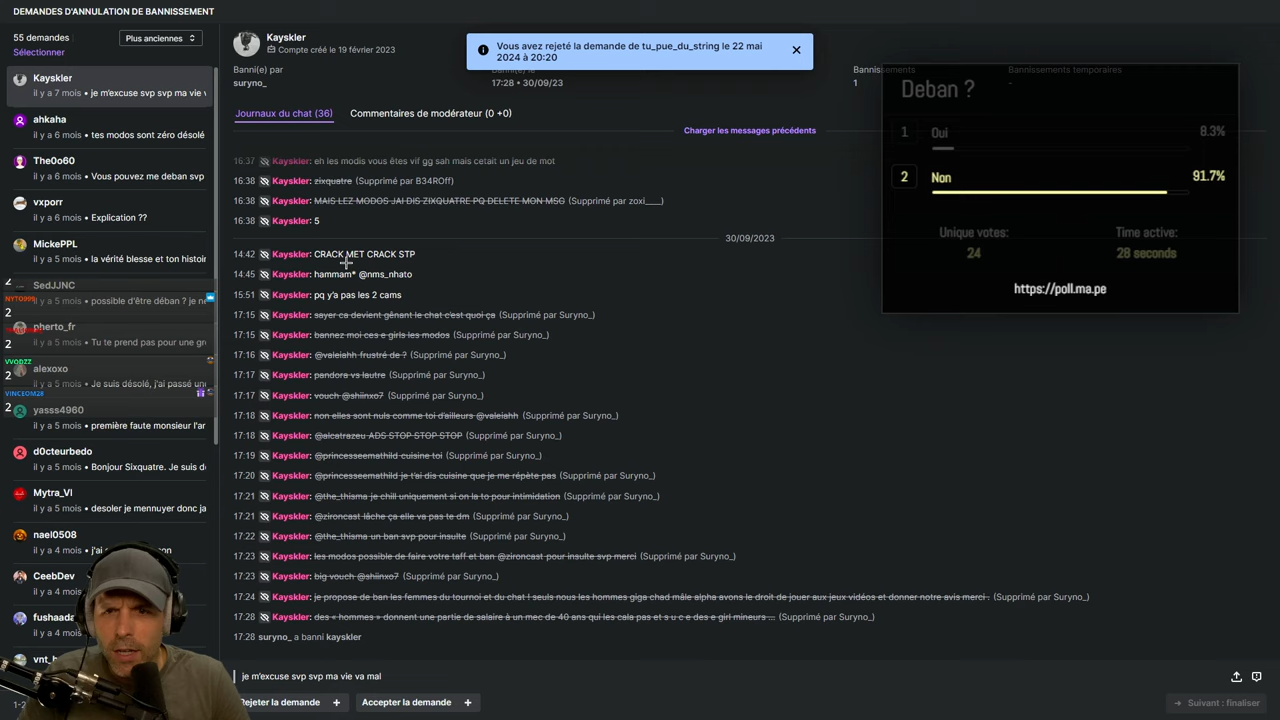 DEMANDES D'ANNULATION DE BANNISSEMENT
55 demandes
Plus anciennes
Sélectionner
Kayskler
il y a 7 mois • je m'excuse svp svp ma vie v
ahkaha
il y a 6 mois • tes modos sont zéro désolé
The0o60
il y a 6 mois • Vous pouvez me deban svp
vxporr
il y a 6 mois • Explication ??
MickePPL
il y a 5 mois • la vérité est blesse et ton histoi
SedJJNC
il y a 5 mois • possible d'être déban ? je ne
NYTO999
2
pherto_fr
il y a 5 mois • Tu te prend pas pour une gr
2
VVODZZ
alexoxo
il y a 5 mois • Je suis désolé, j'ai passé un
2
VINCEOM28
2
yasss4960
il y a 5 mois • première faute monsieur l'ar
d0cteurbedo
il y a 5 mois • Bonjour Sixquatre. Je suis d
Mytra_VI
il y a 5 mois • desoler je mennuyer donc ja
nael0508
il y a 4 mois • j'ai
CeebDev
il y a 4 mois
fushaad
il y a
vnt_b
Kayskler
Compte créé le 19 février 2023
Vous avez rejeté la demande de tu_pue_du_string le 22 mai
2024 à 20:20
Banni(e) par
suryno_
Banni(e) le
17:28 • 30/09/23
Bannissements
1
Bannissements temporaires
-
Journaux du chat (36)
Commentaires de modérateur (0 +0)
Charger les messages précédents
16:37 Kayskler: eh les modis vous êtes vif gg sah mais cetait un jeu de mot
16:38 Kayskler: zixquatre (Supprimé par B34ROff)
16:38 Kayskler: MAIS LEZ MODOS JAI DIS ZIXQUATRE PQ DELETE MON MSG (Supprimé par zoxi____)
16:38 Kayskler: 5
30/09/2023
14:42 Kayskler: CRACK MET CRACK STP
14:45 Kayskler: hammam* @nms_nhato
15:51 Kayskler: pq y'a pas les 2 cams
17:15 Kayskler: sayer ca devient gênant le chat c'est quoi ça (Supprimé par Suryno_)
17:15 Kayskler: bannez moi ces e girls les modos (Supprimé par Suryno_)
17:16 Kayskler: @valeiahh frustré de ? (Supprimé par Suryno_)
17:17 Kayskler: pandora vs lautre (Supprimé par Suryno_)
17:17 Kayskler: vouch @shiinxo7 (Supprimé par Suryno_)
17:18 Kayskler: non elles sont nuls comme toi d'ailleurs @valeiahh (Supprimé par Suryno_)
17:18 Kayskler: @alcatrazeu ADS STOP STOP STOP (Supprimé par Suryno_)
17:19 Kayskler: @princesseemathild cuisine toi (Supprimé par Suryno_)
17:20 Kayskler: @princesseemathild je t'ai dis cuisine que je me répète pas (Supprimé par Suryno_)
17:21 Kayskler: @the_thisma je chill uniquement si on la to pour intimidation (Supprimé par Suryno_)
17:21 Kayskler: @zironcast lâche ça elle va pas te dm (Supprimé par Suryno_)
17:22 Kayskler: @the_thisma un ban svp pour insulte (Supprimé par Suryno_)
17:23 Kayskler: les modos possible de faire votre taff et ban @zironcast pour insulte svp merci (Supprimé par Suryno_)
17:23 Kayskler: big vouch @shiinxo7 (Supprimé par Suryno_)
17:24 Kayskler: je propose de ban les femmes du tournoi et du chat ! seuls nous les hommes giga chad mâle alpha avons le droit de jouer aux jeux vidéos et donner notre avis merci . (Supprimé par Suryno_)
17:28 Kayskler: des « hommes » donnent une partie de salaire à un mec de 40 ans qui les cala pas et s u c e des e girl mineurs ... (Supprimé par Suryno_)
17:28 suryno_ a banni kayskler
je m'excuse svp svp ma vie va mal
Rejeter la demande
Accepter la demande
Suivant : finaliser
Deban ?
1 Oui 8.3%
2 Non 91.7%
Unique votes: Time active:
24 28 seconds
https://poll.ma.pe